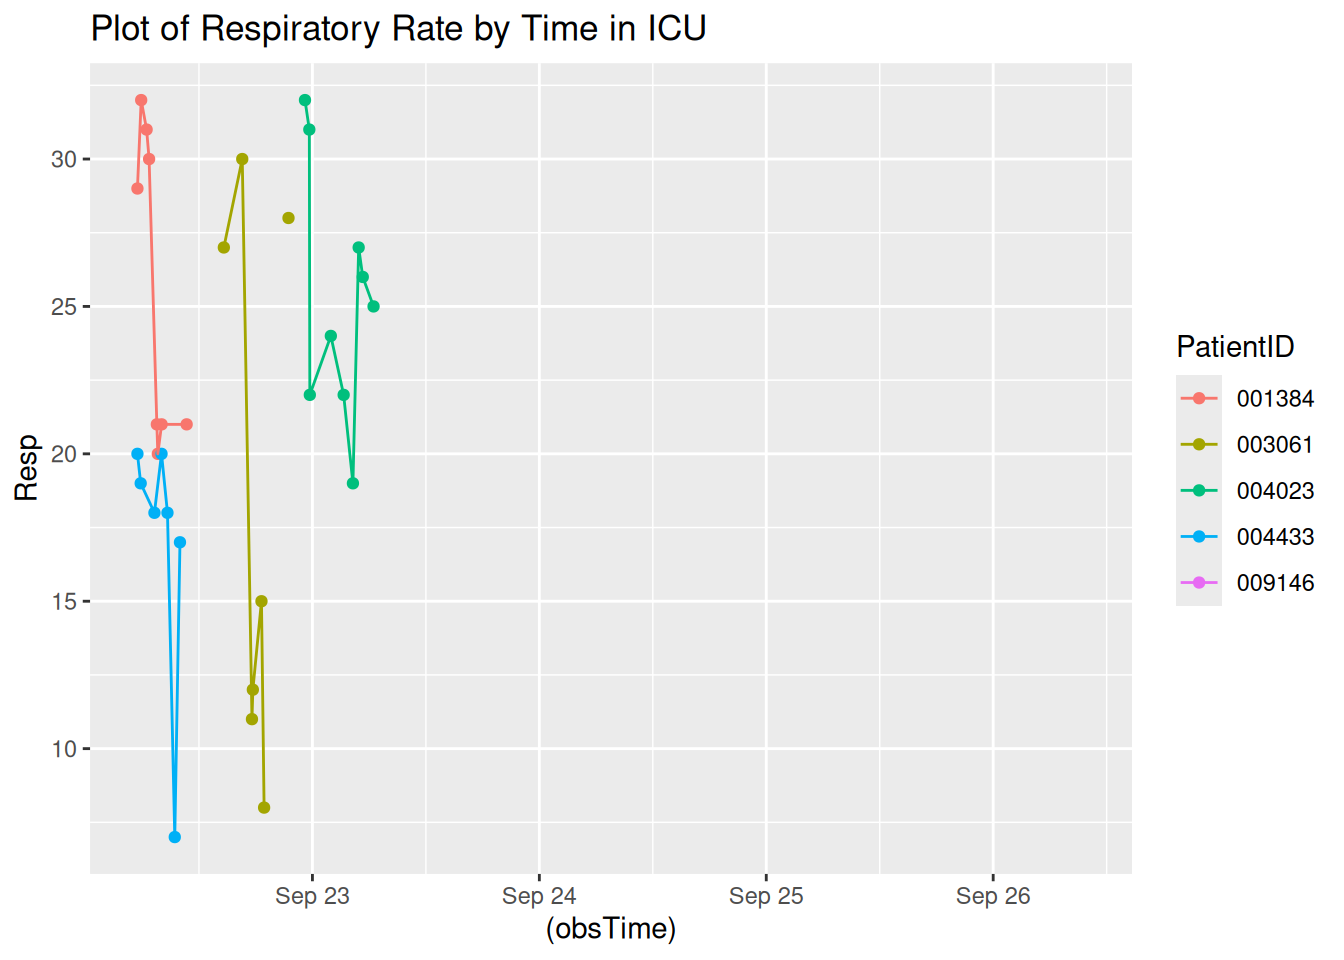 Plot of Respiratory Rate by Time in ICU
Resp
30
25
20
15
10
Sep 23
Sep 24
Sep 25
Sep 26
(obsTime)
PatientID
001384
003061
004023
004433
009146